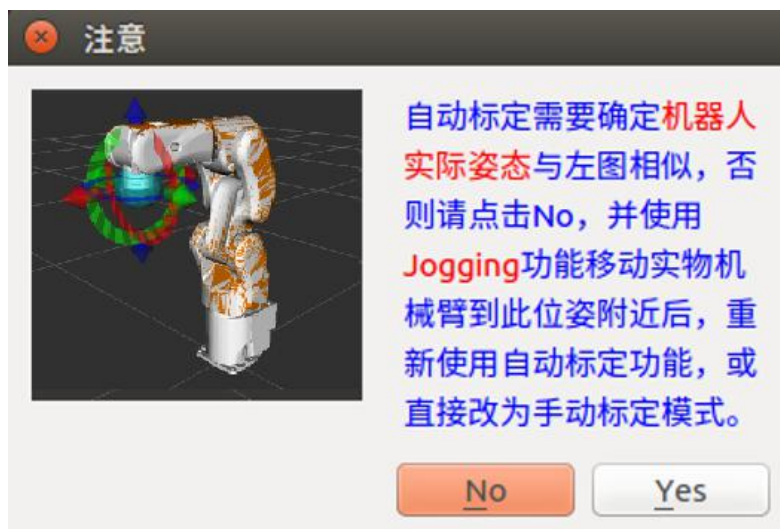 注意
自动标定需要确定机器人
实际姿态与左图相似，否
则请点击No，并使用
Jogging功能移动实物机
械臂到此位姿附近后，重
新使用自动标定功能，或
直接改为手动标定模式。
No
Yes